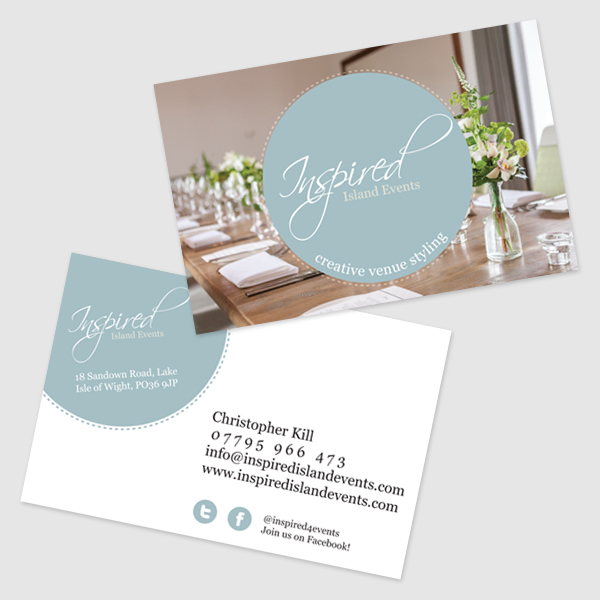 Inspired
Island Events
creative venue styling
Inspired
Island Events
18 Sandown Road, Lake
Isle of Wight, PO36 9JP
Christopher Kill
07795 966 473
info@inspiredislandevents.com
www.inspiredislandevents.com
@inspired4events
Join us on Facebook!